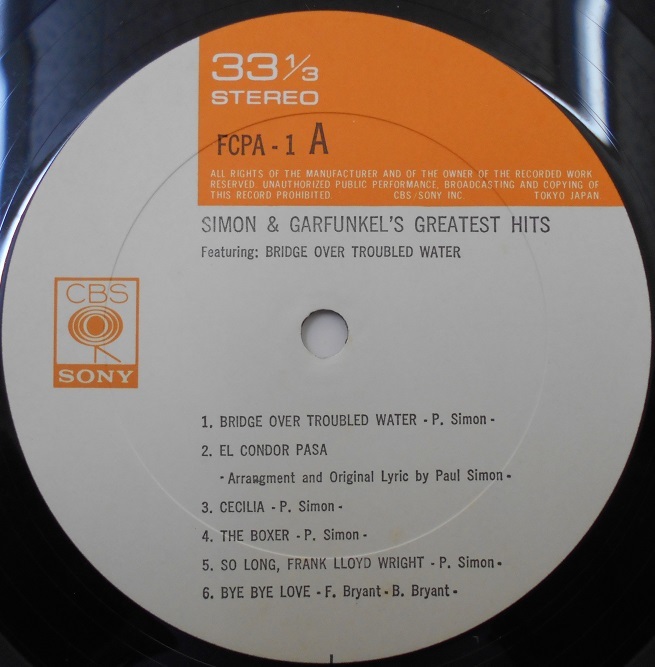 33 1/3
STEREO
FCPA - 1 A
ALL RIGHTS OF THE MANUFACTURER AND OF THE OWNER OF THE RECORDED WORK
RESERVED. UNAUTHORIZED PUBLIC PERFORMANCE, BROADCASTING AND COPYING OF
THIS RECORD PROHIBITED CBS/SONY INC. TOKYO JAPAN
SIMON & GARFUNKEL'S GREATEST HITS
Featuring: BRIDGE OVER TROUBLED WATER
CBS
SONY
1. BRIDGE OVER TROUBLED WATER - P. Simon -
2. EL CONDOR PASA
- Arrangment and Original Lyric by Paul Simon -
3. CECILIA - P. Simon -
4. THE BOXER - P. Simon -
5. SO LONG, FRANK LLOYD WRIGHT - P. Simon -
6. BYE BYE LOVE - F. Bryant - B. Bryant -